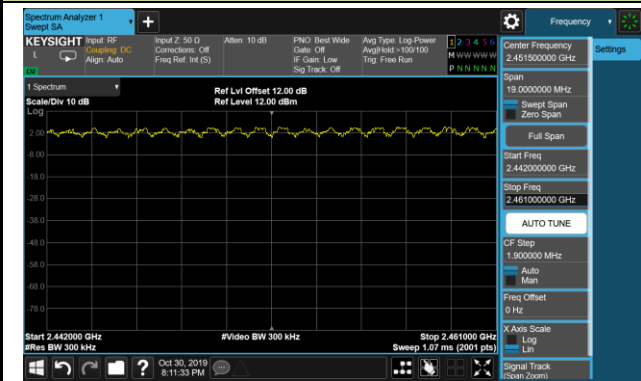 Spectrum Analyzer 1
Swept SA
+
Frequency
KEYSIGHT
L
Input: RF
Coupling: DC
Align: Auto
Input Z: 50 Ω
Corrections: Off
Freq Ref: Int (S)
Atten: 10 dB
PNO: Best Wide
Gate: Off
IF Gain: Low
Sig Track: Off
Avg Type: Log-Power
Avg|Hold:>100/100
Trig: Free Run
1 2 3 4 5 6
M W W W W W
P N N N N N
1 Spectrum
Scale/Div 10 dB
Ref Lvl Offset 12.00 dB
Ref Level 12.00 dBm
Log
2.00
-8.00
-18.0
-28.0
-38.0
-48.0
-58.0
-68.0
-78.0
Start 2.442000 GHz
#Res BW 300 kHz
#Video BW 300 kHz
Stop 2.461000 GHz
Sweep 1.07 ms (2001 pts)
?
Oct 30, 2019
8:11:33 PM
Center Frequency
2.451500000 GHz
Settings
Span
19.0000000 MHz
Swept Span
Zero Span
Full Span
Start Freq
2.442000000 GHz
Stop Freq
2.461000000 GHz
AUTO TUNE
CF Step
1.900000 MHz
Auto
Man
Freq Offset
0 Hz
X Axis Scale
Log
Lin
Signal Track
(Span Zoom)